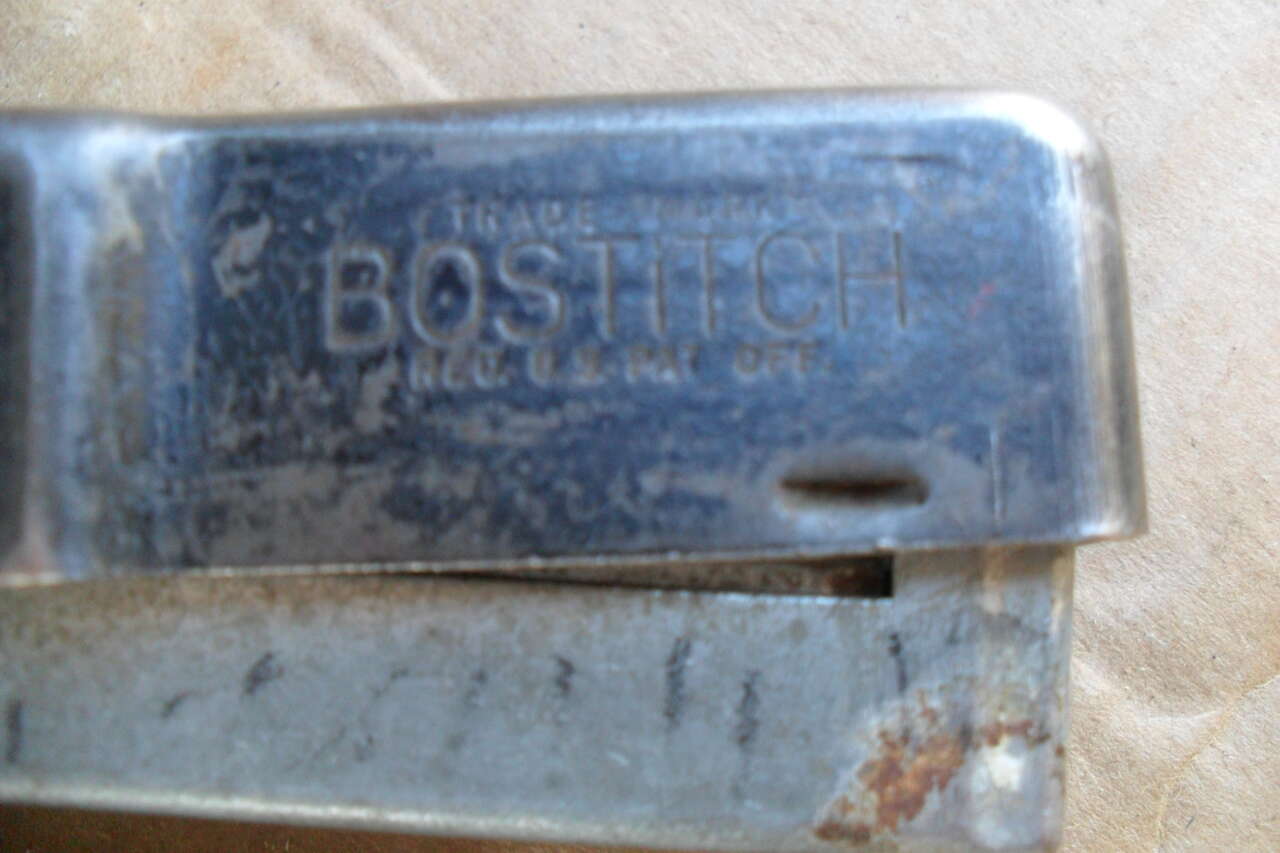 TRADE MARK
BOSTiTCH
REG. U.S. PAT. OFF.